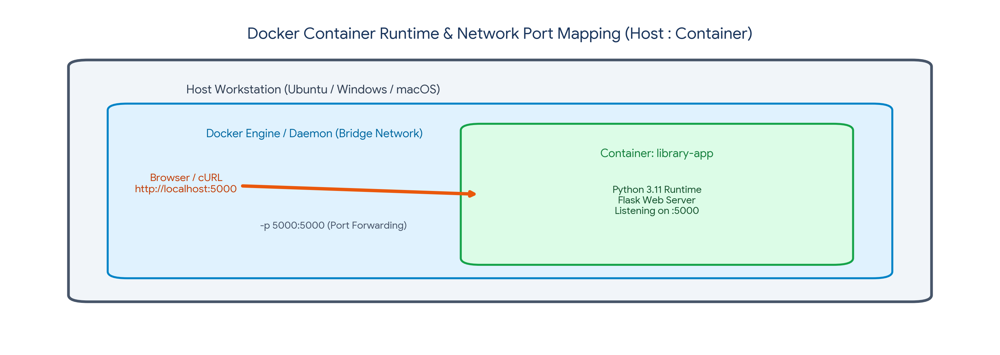 Docker Container Runtime & Network Port Mapping (Host : Container)
Host Workstation (Ubuntu / Windows / macOS)
Docker Engine / Daemon (Bridge Network)
Container: library-app
Browser / cURL
http://localhost:5000
Python 3.11 Runtime
Flask Web Server
Listening on :5000
-p 5000:5000 (Port Forwarding)